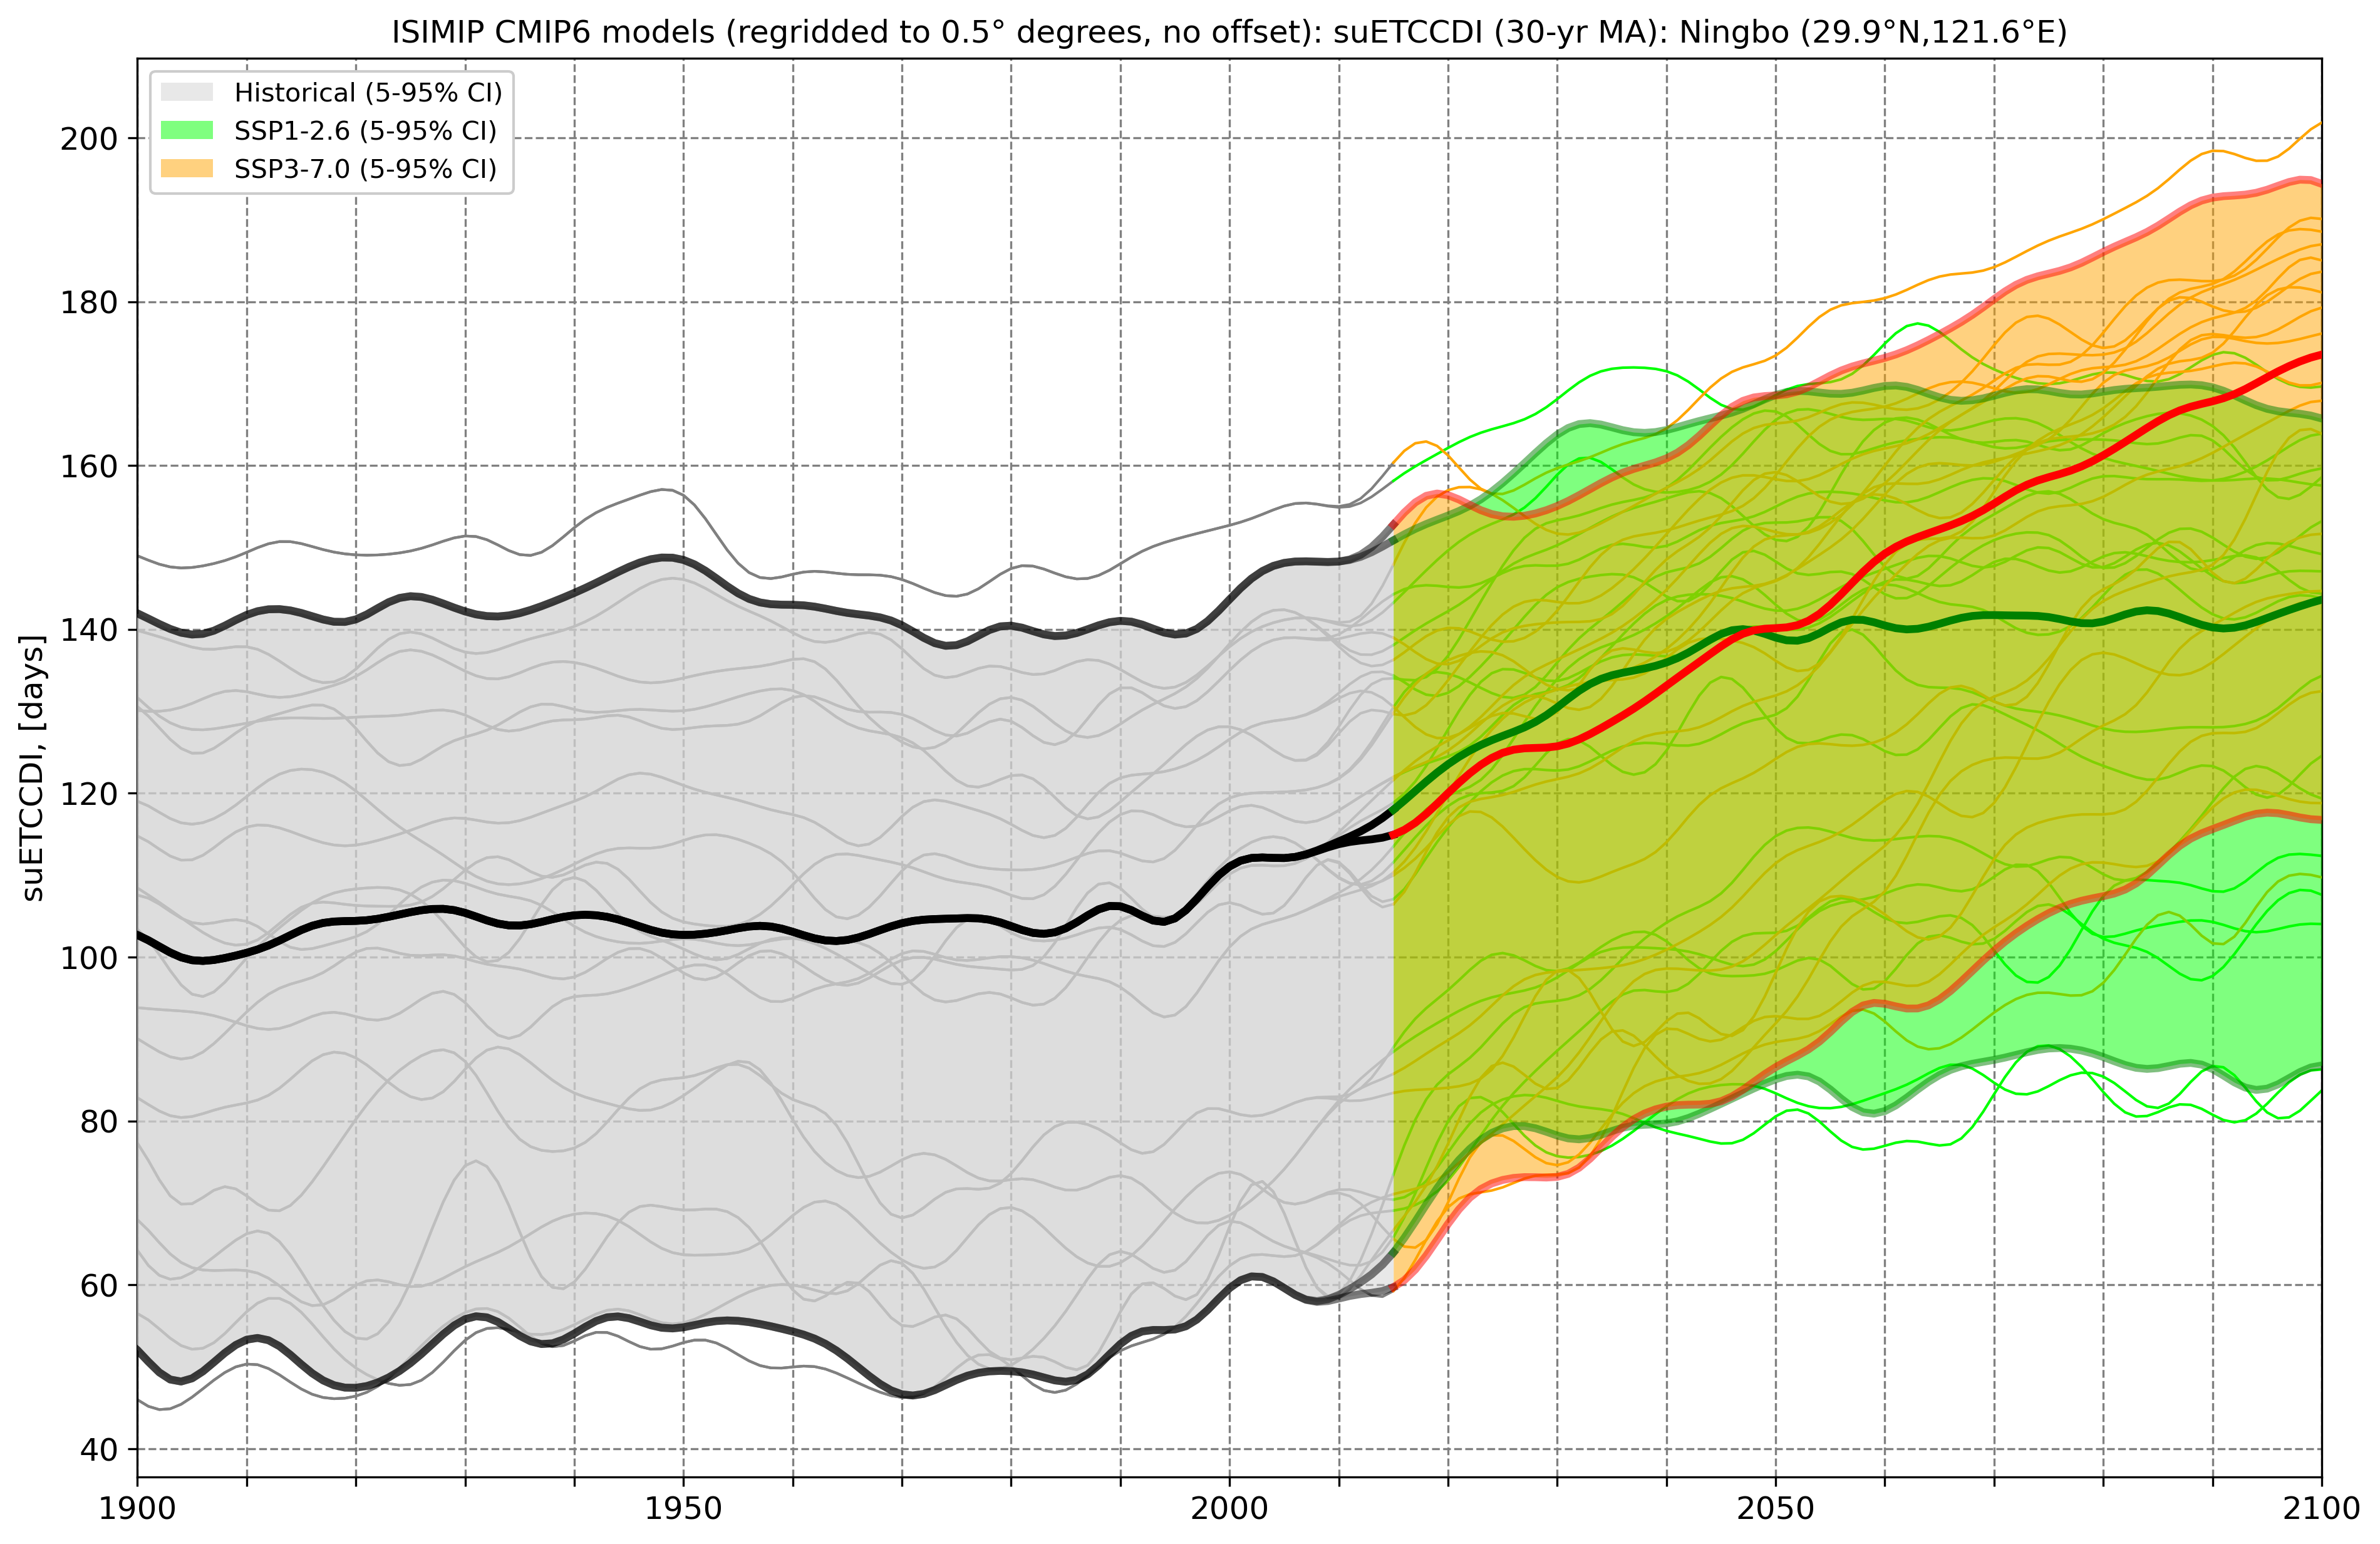 ISIMIP CMIP6 models (regridded to 0.5° degrees, no offset): suETCCDI (30-yr MA): Ningbo (29.9°N,121.6°E)
Historical (5-95% CI)
SSP1-2.6 (5-95% CI)
SSP3-7.0 (5-95% CI)
suETCCDI, [days]
200
180
160
140
120
100
80
60
40
1900
1950
2000
2050
2100